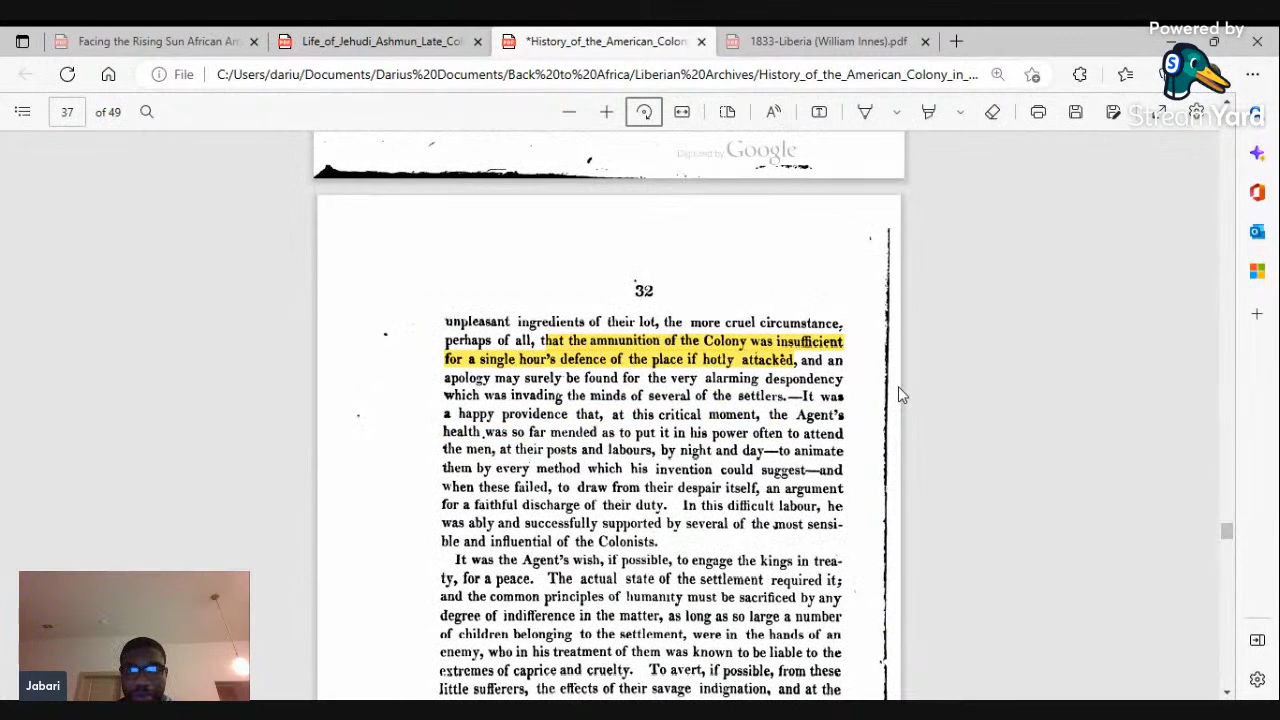 Powered by
StreamYard
Facing the Rising Sun African Am
Life_of_Jehudi_Ashmun_Late_Co
*History_of_the_American_Colon
1833-Liberia (William Innes).pdf
File
C:/Users/dariu/Documents/Darius%20Documents/Back%20to%20Africa/Liberian%20Archives/History_of_the_American_Colony_in_...
37 of 49
Digitized by Google
32
unpleasant ingredients of their lot, the more cruel circumstance,
perhaps of all, that the ammunition of the Colony was insufficient
for a single hour's defence of the place if hotly attacked, and an
apology may surely be found for the very alarming despondency
which was invading the minds of several of the settlers.—It was
a happy providence that, at this critical moment, the Agent's
health was so far mended as to put it in his power often to attend
the men, at their posts and labours, by night and day—to animate
them by every method which his invention could suggest—and
when these failed, to draw from their despair itself, an argument
for a faithful discharge of their duty. In this difficult labour, he
was ably and successfully supported by several of the most sensi-
ble and influential of the Colonists.
It was the Agent's wish, if possible, to engage the kings in trea-
ty, for a peace. The actual state of the settlement required it;
and the common principles of humanity must be sacrificed by any
degree of indifference in the matter, as long as so large a number
of children belonging to the settlement, were in the hands of an
enemy, who in his treatment of them was known to be liable to the
extremes of caprice and cruelty. To avert, if possible, from these
little sufferers, the effects of their savage indignation, and at the
Jabari